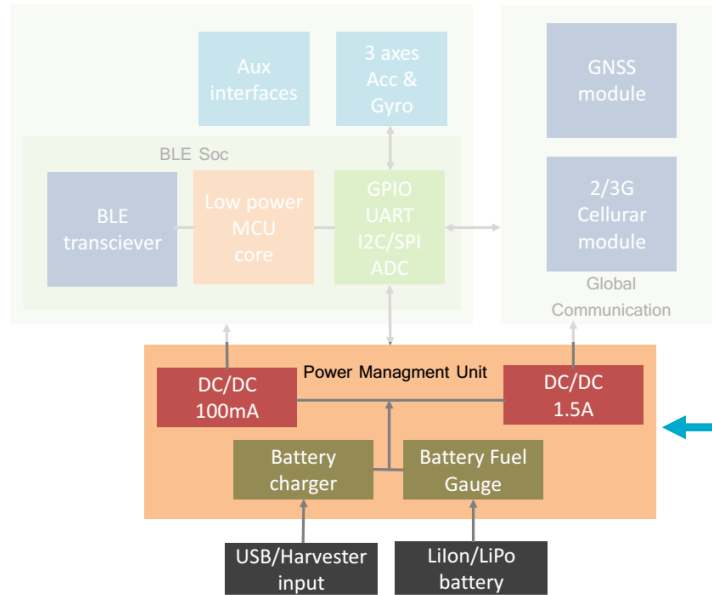 Aux
interfaces
3 axes
Acc &
Gyro
GNSS
module
BLE Soc
BLE
transciever
Low power
MCU
core
GPIO
UART
I2C/SPI
ADC
2/3G
Cellurar
module
Global
Communication
Power Managment Unit
DC/DC
100mA
DC/DC
1.5A
Battery
charger
Battery Fuel
Gauge
USB/Harvester
input
LiIon/LiPo
battery